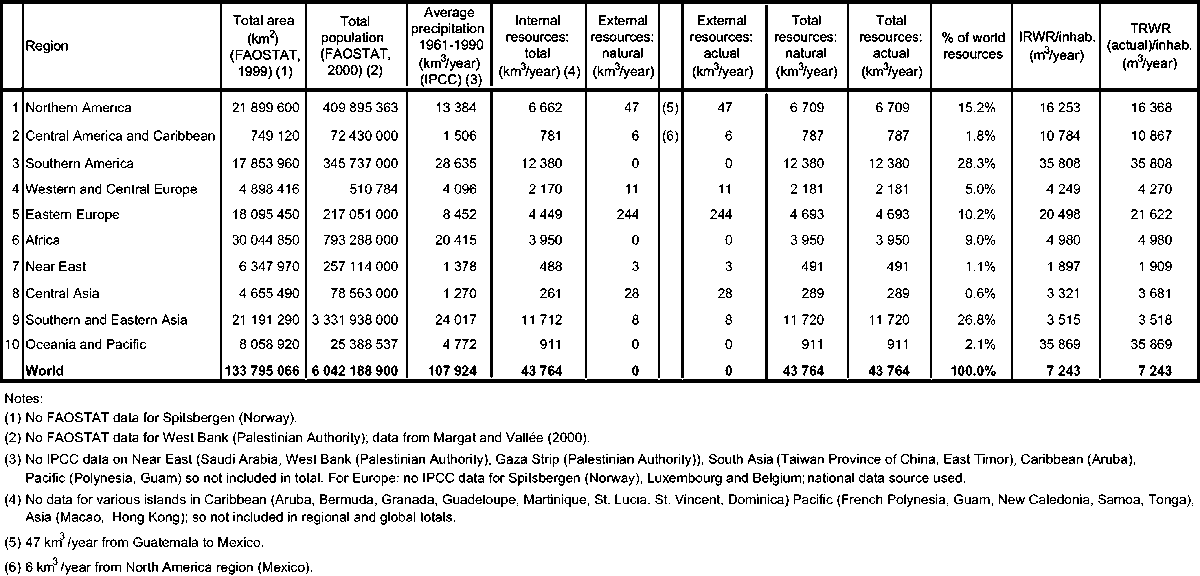 Region | Total area (km²) (FAOSTAT, 1999) (1) | Total population (FAOSTAT, 2000) (2) | Average precipitation 1961-1990 (km³/year) (IPCC) (3) | Internal resources: total (km³/year) (4) | External resources: natural (km³/year) | | External resources: actual (km³/year) | Total resources: natural (km³/year) | Total resources: actual (km³/year) | % of world resources | IRWR/inhab. (m³/year) | TRWR (actual)/inhab. (m³/year)
1 Northern America 21 899 600 409 895 363 13 384 6 662 47 (5) 47 6 709 6 709 15.2% 16 253 16 368
2 Central America and Caribbean 749 120 72 430 000 1 506 781 6 (6) 6 787 787 1.8% 10 784 10 867
3 Southern America 17 853 960 345 737 000 28 635 12 380 0 0 12 380 12 380 28.3% 35 808 35 808
4 Western and Central Europe 4 898 416 510 784 4 096 2 170 11 11 2 181 2 181 5.0% 4 249 4 270
5 Eastern Europe 18 095 450 217 051 000 8 452 4 449 244 244 4 693 4 693 10.2% 20 498 21 622
6 Africa 30 044 850 793 288 000 20 415 3 950 0 0 3 950 3 950 9.0% 4 980 4 980
7 Near East 6 347 970 257 114 000 1 378 488 3 3 491 491 1.1% 1 897 1 909
8 Central Asia 4 655 490 78 563 000 1 270 261 28 28 289 289 0.6% 3 321 3 681
9 Southern and Eastern Asia 21 191 290 3 331 938 000 24 017 11 712 8 8 11 720 11 720 26.8% 3 515 3 518
10 Oceania and Pacific 8 058 920 25 388 537 4 772 911 0 0 911 911 2.1% 35 869 35 869
World 133 795 066 6 042 188 900 107 924 43 764 0 0 43 764 43 764 100.0% 7 243 7 243
Notes:
(1) No FAOSTAT data for Spitsbergen (Norway).
(2) No FAOSTAT data for West Bank (Palestinian Authority); data from Margat and Vallée (2000).
(3) No IPCC data on Near East (Saudi Arabia, West Bank (Palestinian Authority), Gaza Strip (Palestinian Authority)), South Asia (Taiwan Province of China, East Timor), Caribbean (Aruba),
Pacific (Polynesia, Guam) so not included in total. For Europe: no IPCC data for Spitsbergen (Norway), Luxembourg and Belgium; national data source used.
(4) No data for various islands in Caribbean (Aruba, Bermuda, Granada, Guadeloupe, Martinique, St. Lucia. St. Vincent, Dominica) Pacific (French Polynesia, Guam, New Caledonia, Samoa, Tonga),
Asia (Macao, Hong Kong); so not included in regional and global totals.
(5) 47 km³/year from Guatemala to Mexico.
(6) 6 km³/year from North America region (Mexico).